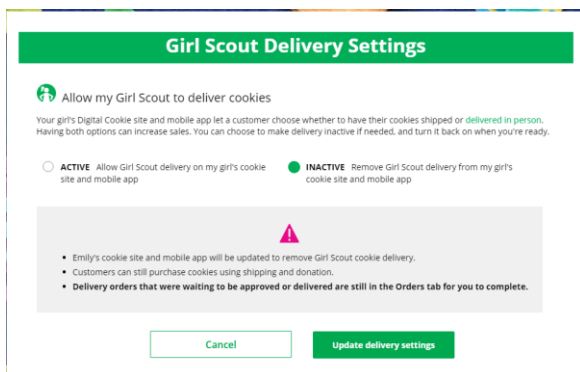 Girl Scout Delivery Settings
Allow my Girl Scout to deliver cookies
Your girl's Digital Cookie site and mobile app let a customer choose whether to have their cookies shipped or delivered in person.
Having both options can increase sales. You can choose to make delivery inactive if needed, and turn it back on when you're ready.
ACTIVE Allow Girl Scout delivery on my girl's cookie
site and mobile app
INACTIVE Remove Girl Scout delivery from my girl's
cookie site and mobile app
• Emily's cookie site and mobile app will be updated to remove Girl Scout cookie delivery.
• Customers can still purchase cookies using shipping and donation.
• Delivery orders that were waiting to be approved or delivered are still in the Orders tab for you to complete.
Cancel
Update delivery settings